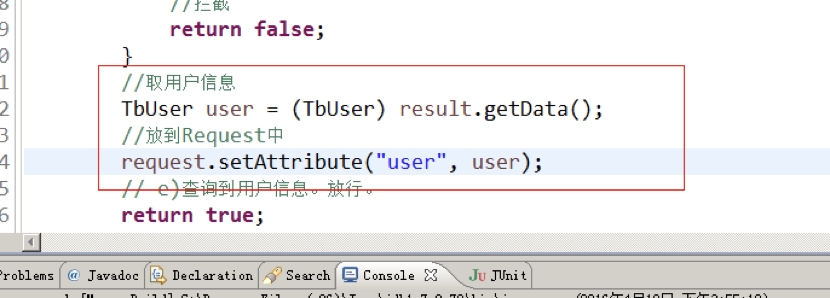 8 //拦截
9 return false;
0 }
1 //取用户信息
2 TbUser user = (TbUser) result.getData();
3 //放到Request中
4 request.setAttribute("user", user);
5 // e)查询到用户信息。放行。
6 return true;
Problems @ Javadoc Declaration Search Console JUnit